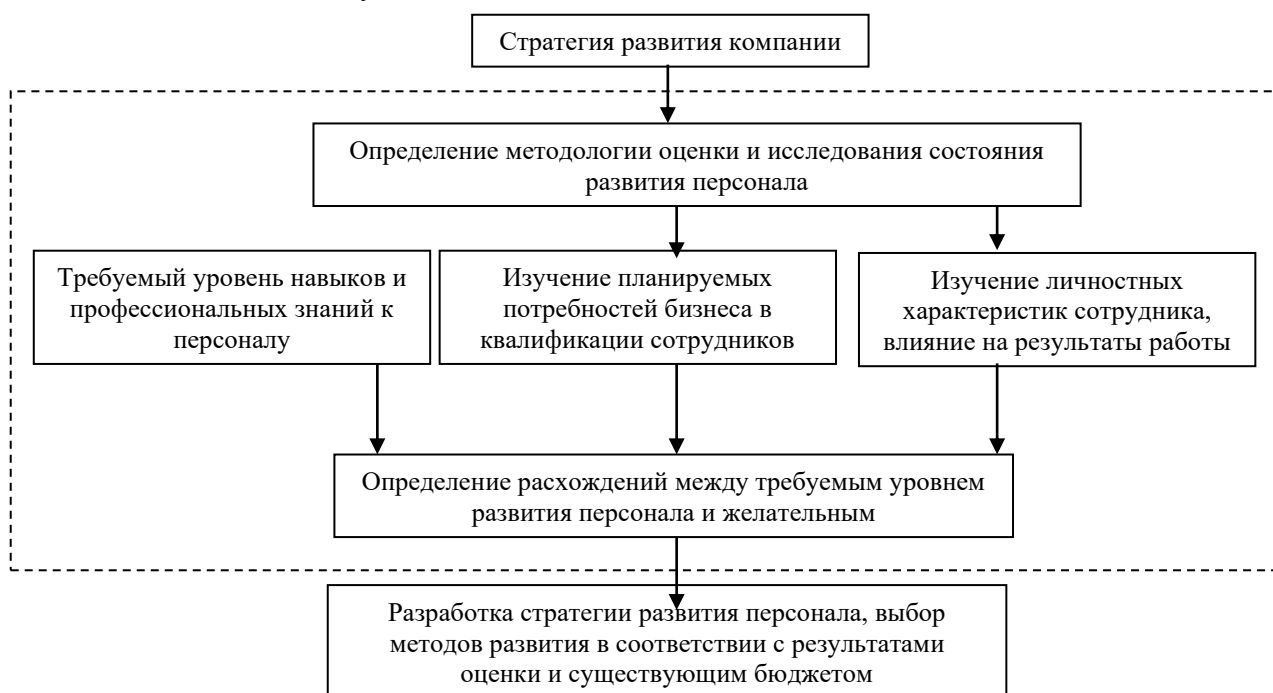 Стратегия развития компании
Определение методологии оценки и исследования состояния
развития персонала
Требуемый уровень навыков и
профессиональных знаний к
персоналу
Изучение планируемых
потребностей бизнеса в
квалификации сотрудников
Изучение личностных
характеристик сотрудника,
влияние на результаты работы
Определение расхождений между требуемым уровнем
развития персонала и желательным
Разработка стратегии развития персонала, выбор
методов развития в соответствии с результатами
оценки и существующим бюджетом